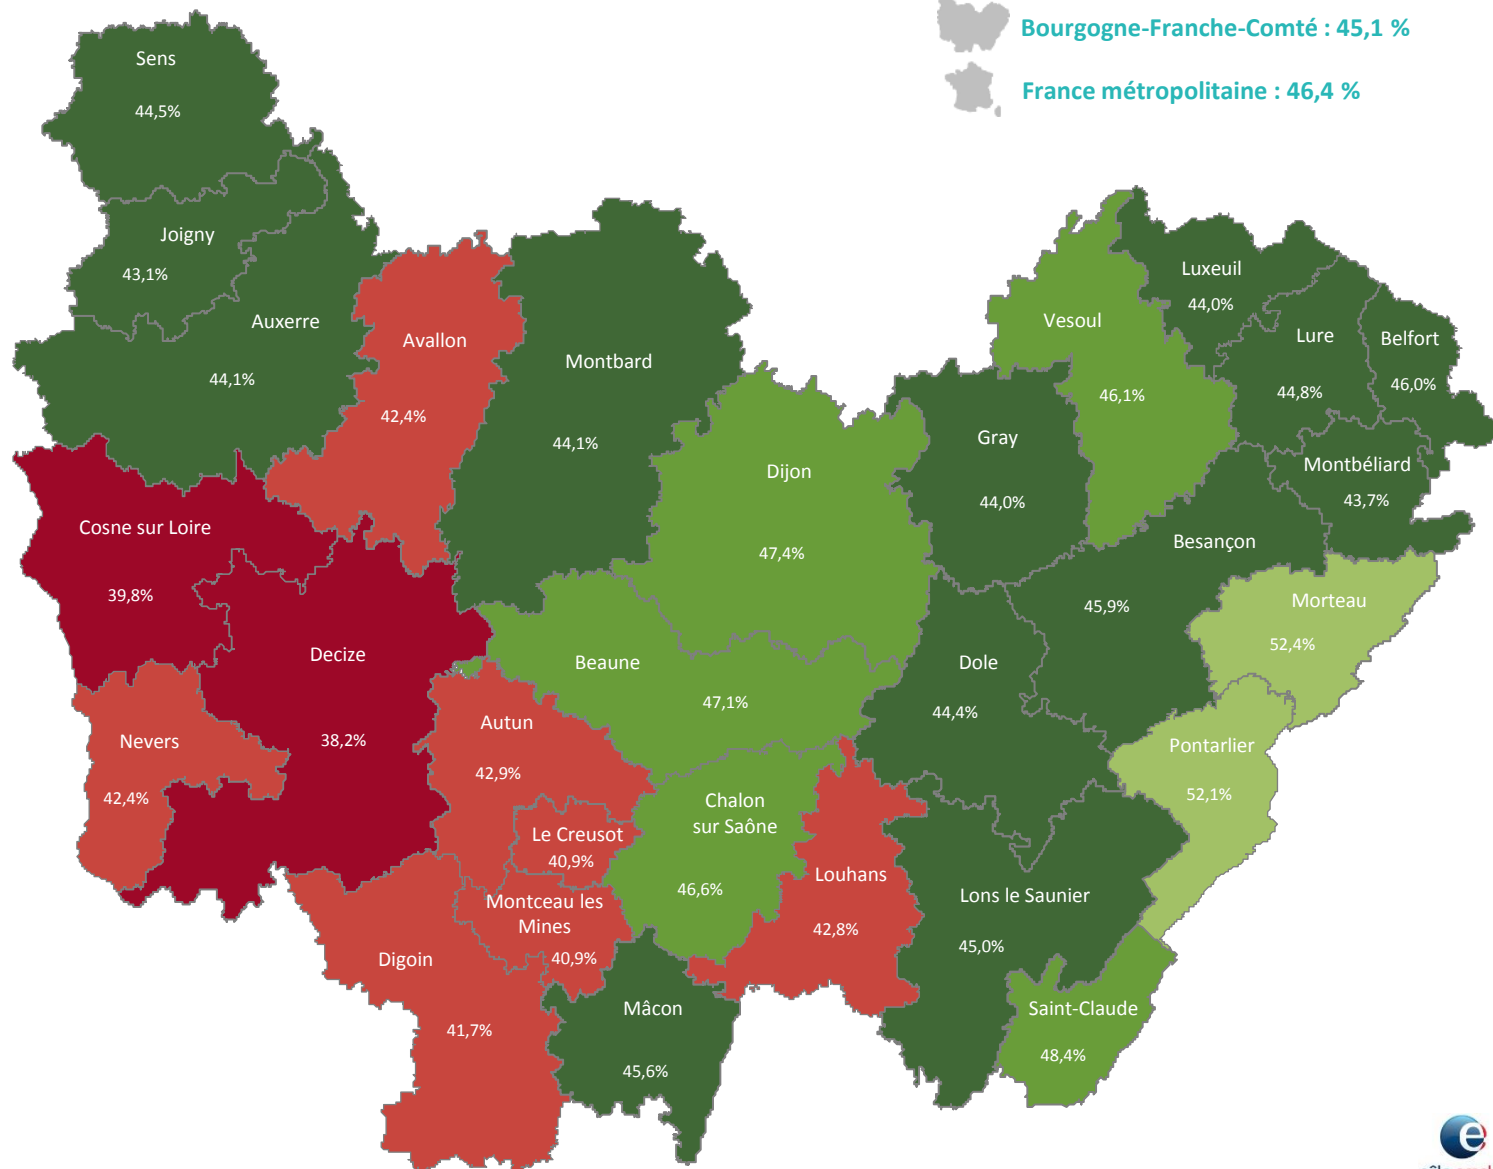 Bourgogne-Franche-Comté : 45,1 %
France métropolitaine : 46,4 %
Sens
44,5%
Joigny
43,1%
Auxerre
44,1%
Avallon
42,4%
Montbard
44,1%
Vesoul
46,1%
Luxeuil
44,0%
Lure
44,8%
Belfort
46,0%
Gray
44,0%
Montbéliard
43,7%
Dijon
47,4%
Cosne sur Loire
39,8%
Besançon
45,9%
Morteau
52,4%
Decize
38,2%
Beaune
47,1%
Dole
44,4%
Nevers
42,4%
Autun
42,9%
Pontarlier
52,1%
Chalon
sur Saône
46,6%
Le Creusot
40,9%
Louhans
42,8%
Lons le Saunier
45,0%
Montceau les
Mines
40,9%
Digoin
41,7%
Mâcon
45,6%
Saint-Claude
48,4%
e